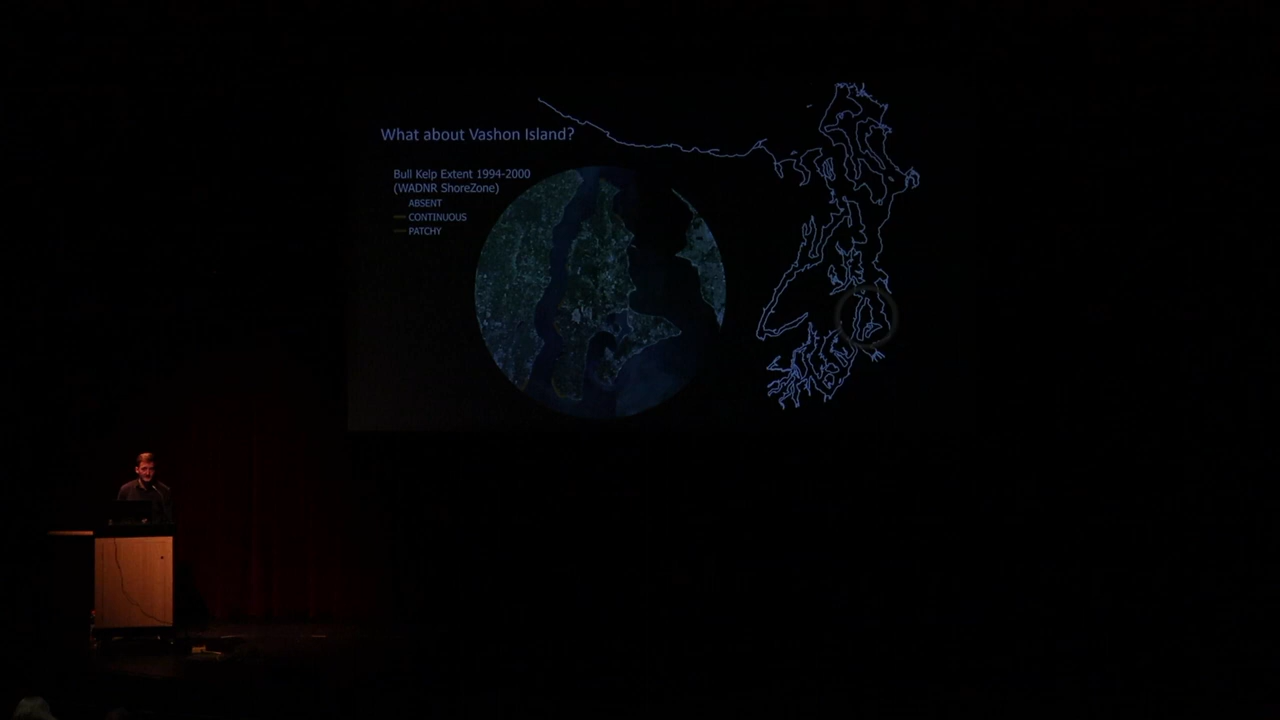 What about Vashon Island?
Bull Kelp Extent 1994-2000
(WADNR ShoreZone)
ABSENT
CONTINUOUS
PATCHY